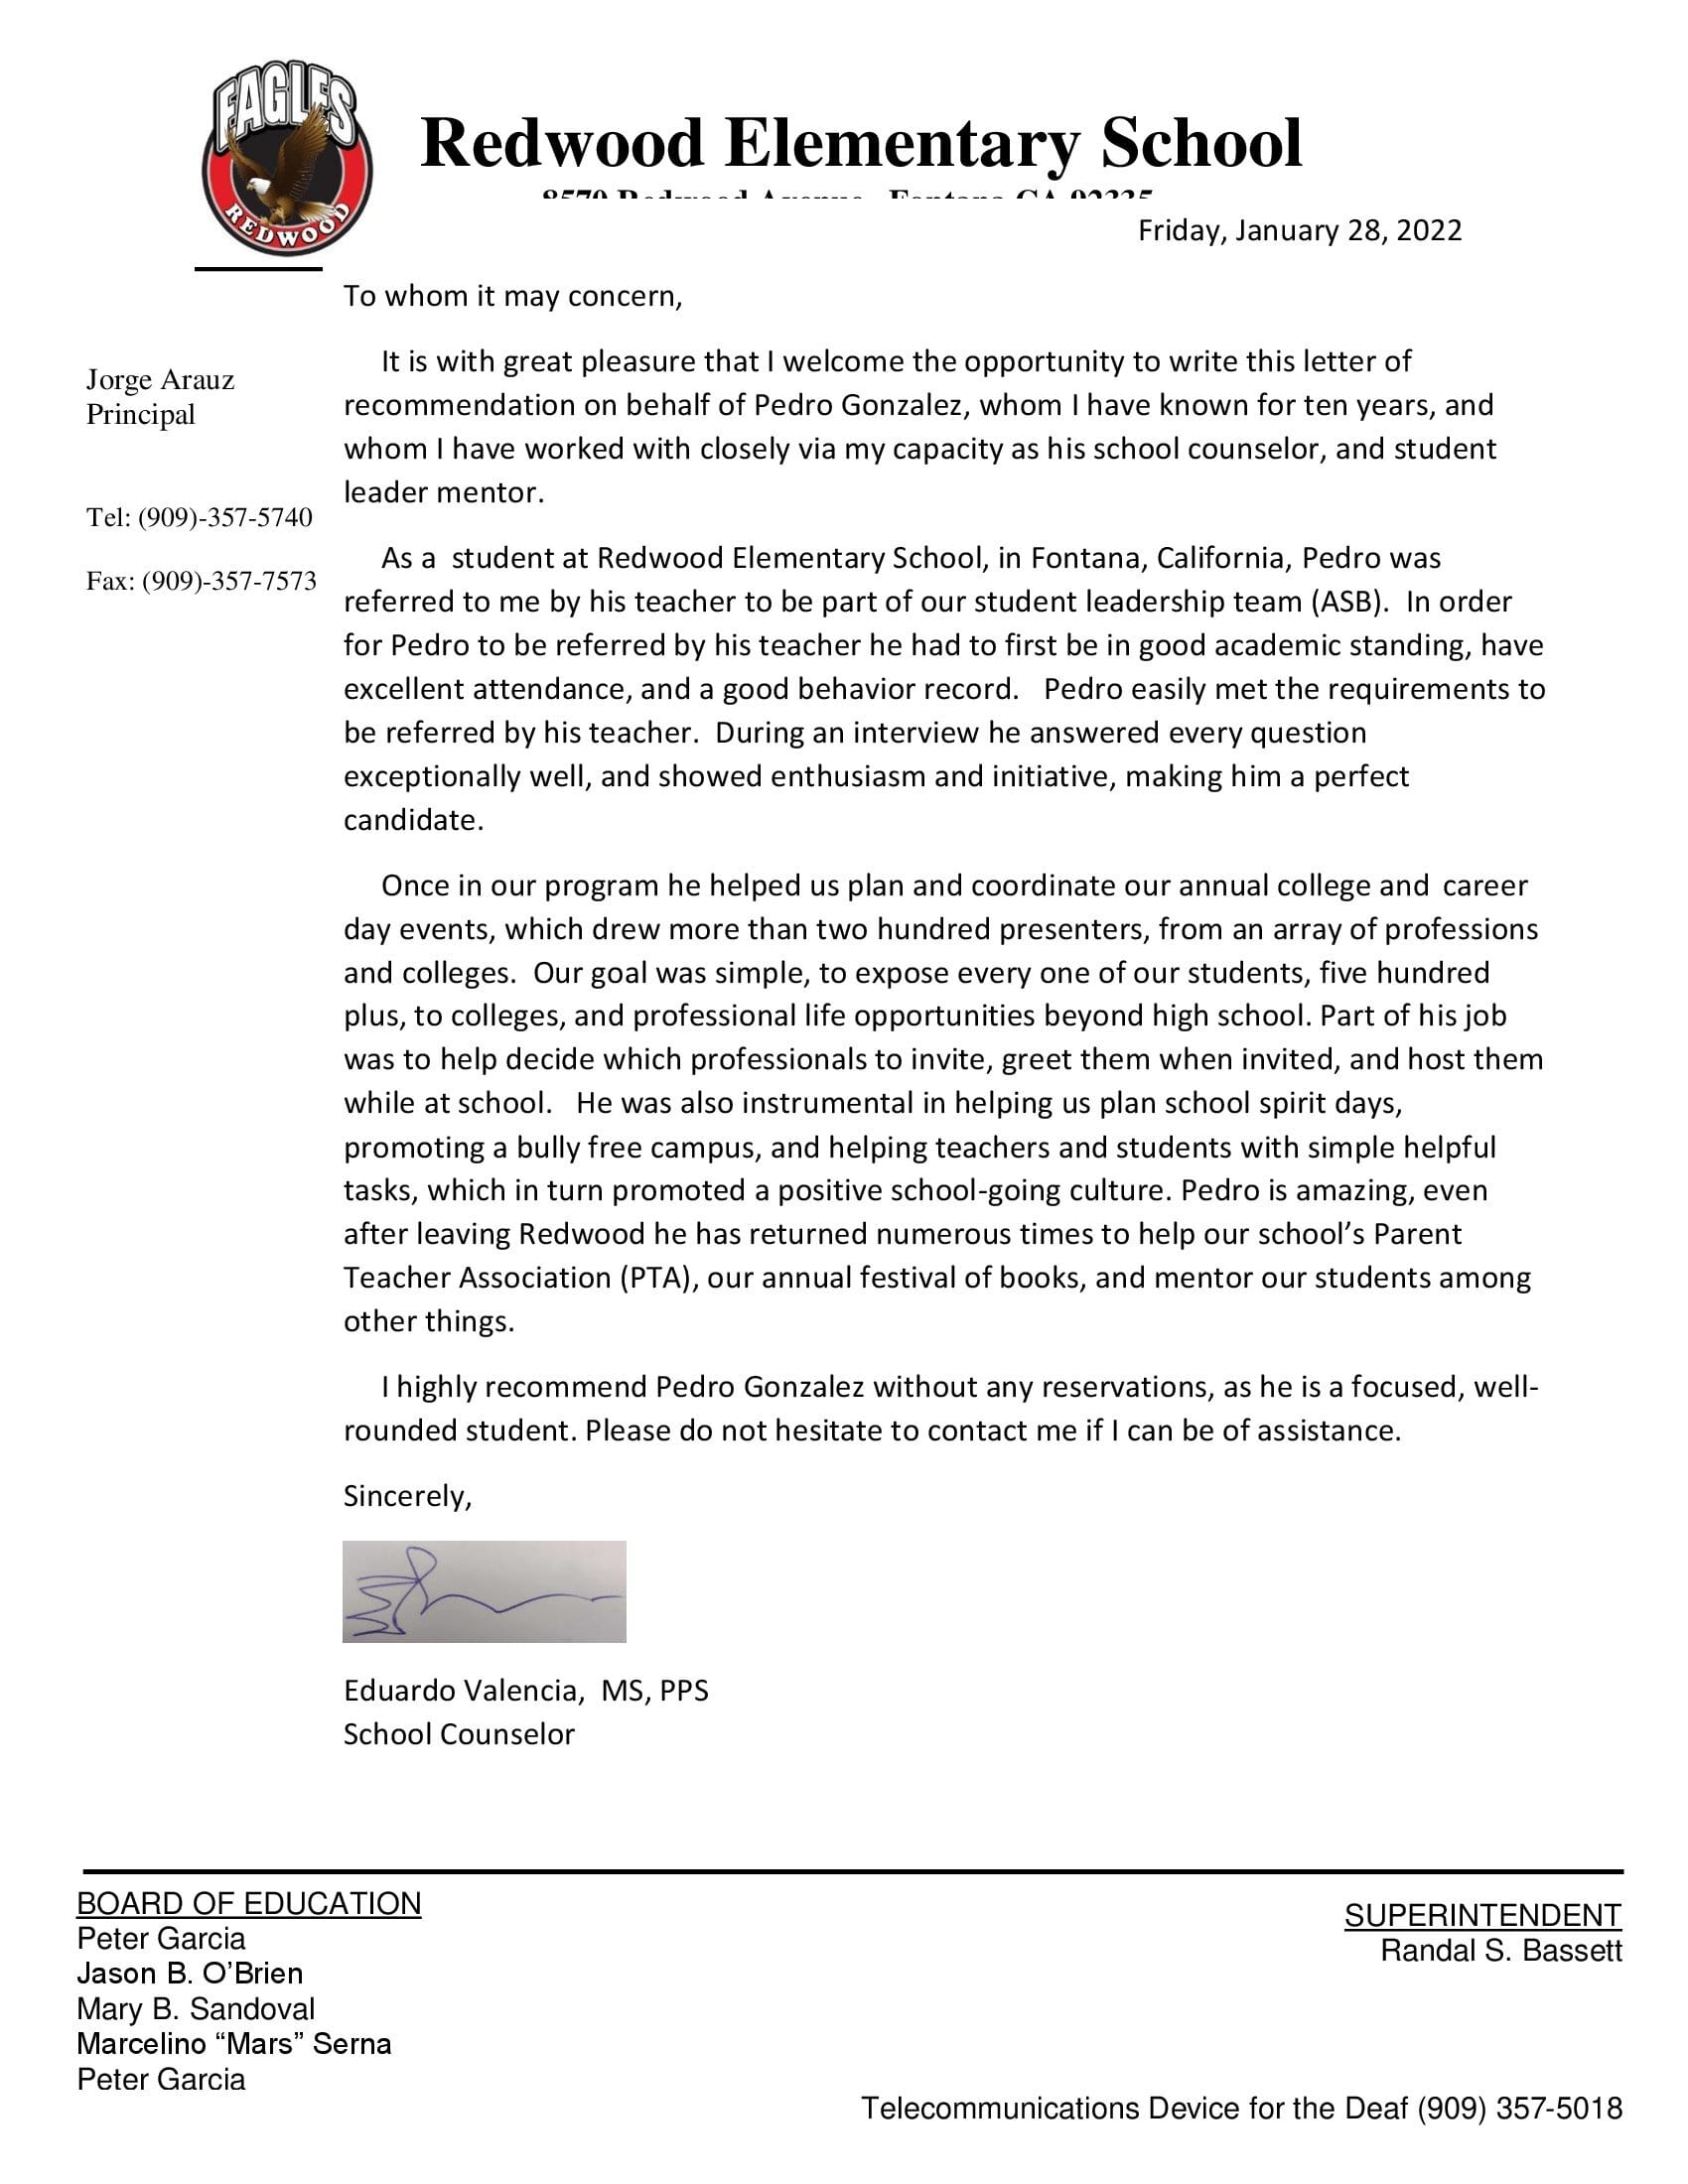 EAGLES
REDWOOD
Redwood Elementary School
8570 Redwood Avenue Fontana CA 92335
Friday, January 28, 2022
To whom it may concern,
Jorge Arauz
Principal
Tel: (909)-357-5740
Fax: (909)-357-7573
It is with great pleasure that I welcome the opportunity to write this letter of
recommendation on behalf of Pedro Gonzalez, whom I have known for ten years, and
whom I have worked with closely via my capacity as his school counselor, and student
leader mentor.
As a student at Redwood Elementary School, in Fontana, California, Pedro was
referred to me by his teacher to be part of our student leadership team (ASB). In order
for Pedro to be referred by his teacher he had to first be in good academic standing, have
excellent attendance, and a good behavior record. Pedro easily met the requirements to
be referred by his teacher. During an interview he answered every question
exceptionally well, and showed enthusiasm and initiative, making him a perfect
candidate.
Once in our program he helped us plan and coordinate our annual college and career
day events, which drew more than two hundred presenters, from an array of professions
and colleges. Our goal was simple, to expose every one of our students, five hundred
plus, to colleges, and professional life opportunities beyond high school. Part of his job
was to help decide which professionals to invite, greet them when invited, and host them
while at school. He was also instrumental in helping us plan school spirit days,
promoting a bully free campus, and helping teachers and students with simple helpful
tasks, which in turn promoted a positive school-going culture. Pedro is amazing, even
after leaving Redwood he has returned numerous times to help our school’s Parent
Teacher Association (PTA), our annual festival of books, and mentor our students among
other things.
I highly recommend Pedro Gonzalez without any reservations, as he is a focused, well-
rounded student. Please do not hesitate to contact me if I can be of assistance.
Sincerely,
Eduardo Valencia, MS, PPS
School Counselor
BOARD OF EDUCATION
Peter Garcia
Jason B. O’Brien
Mary B. Sandoval
Marcelino “Mars” Serna
Peter Garcia
SUPERINTENDENT
Randal S. Bassett
Telecommunications Device for the Deaf (909) 357-5018